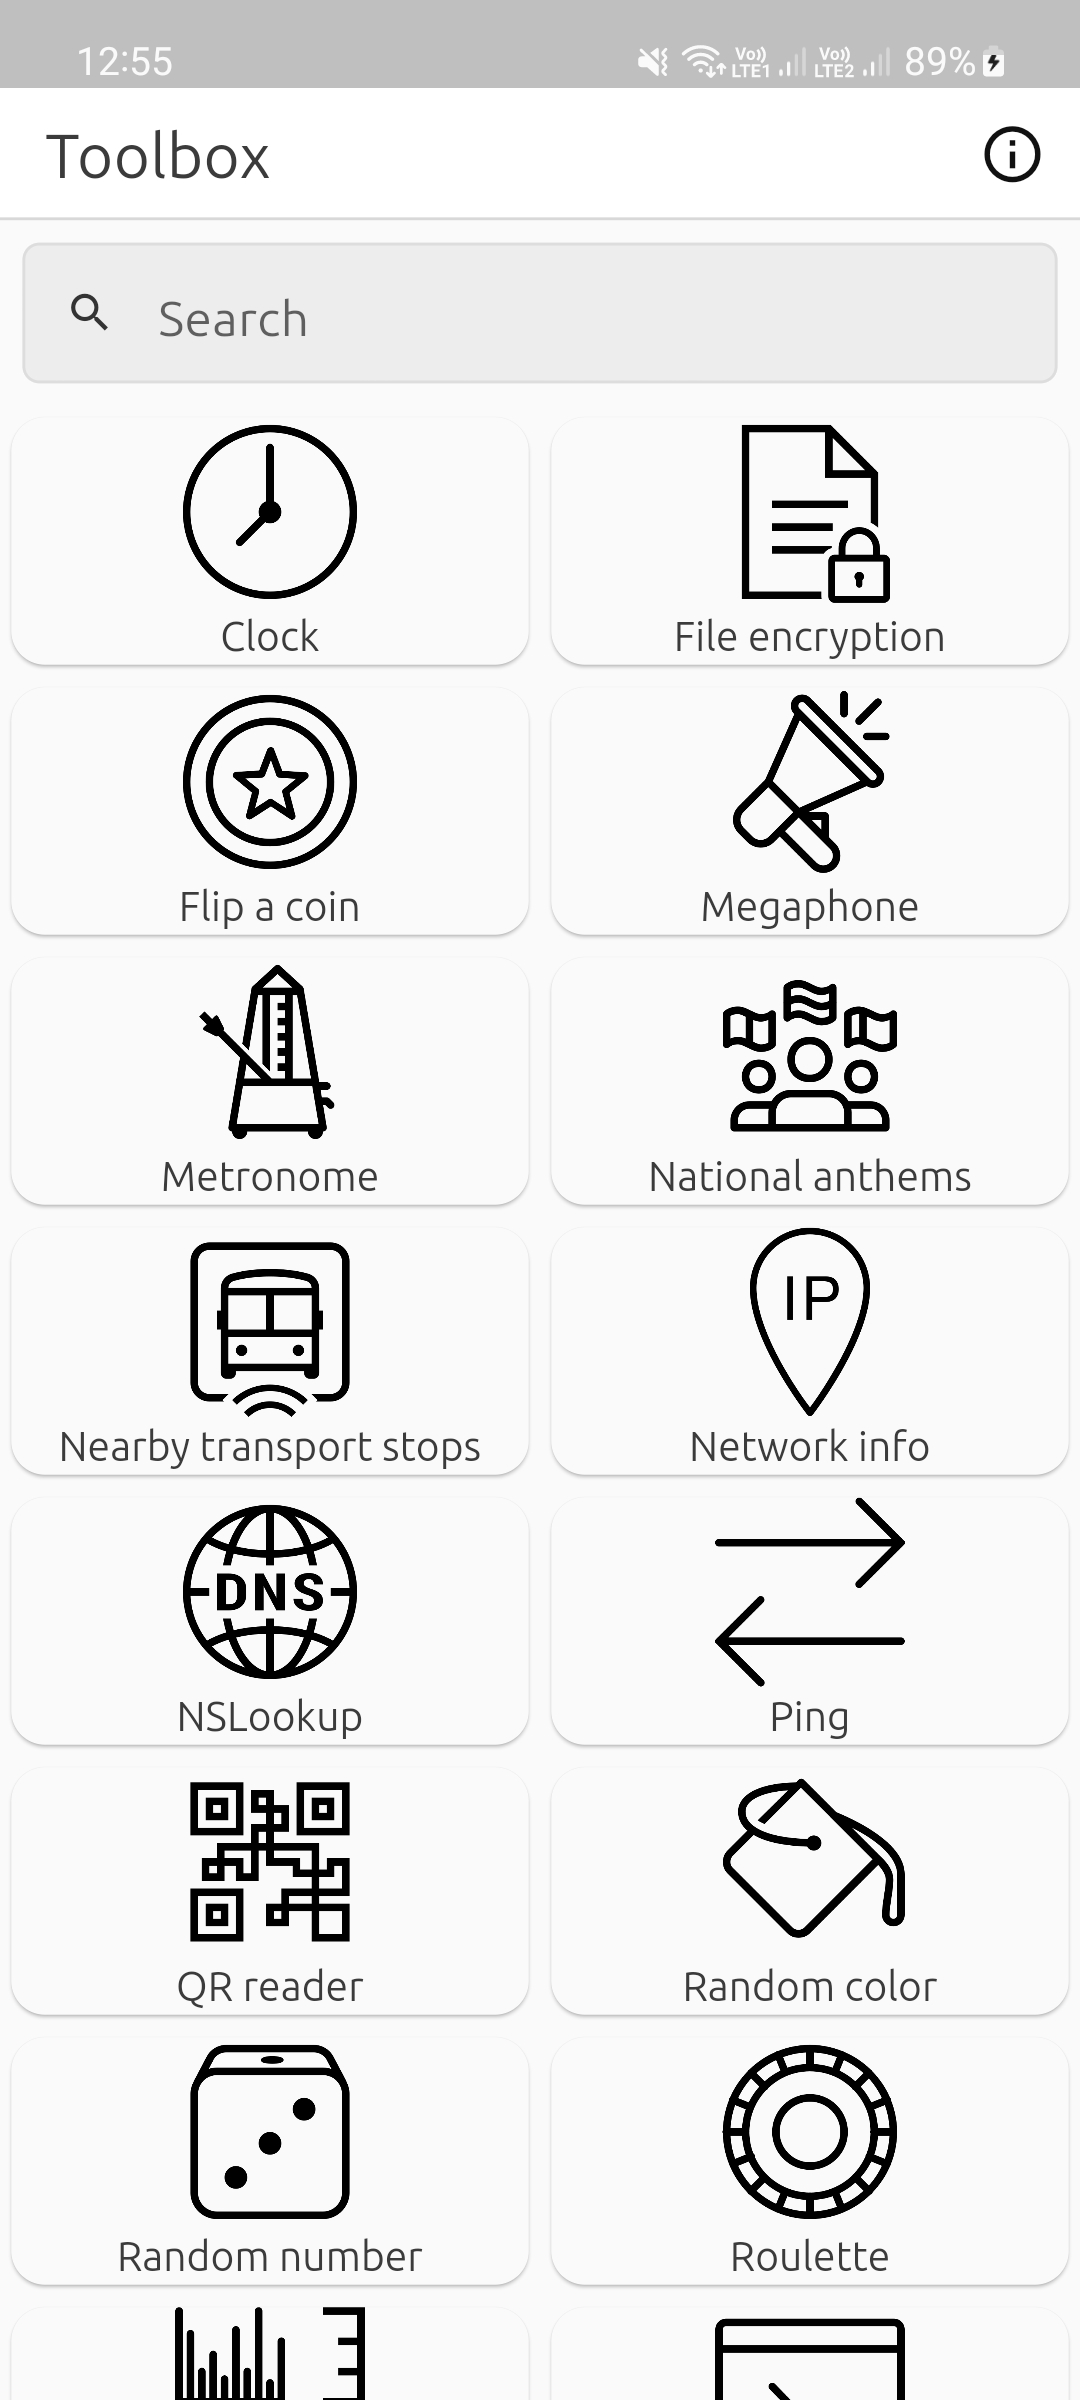 12:55
Vo)) LTE1 Vo)) LTE2 89%
Toolbox
Search
Clock
File encryption
Flip a coin
Megaphone
Metronome
National anthems
Nearby transport stops
IP
Network info
DNS
NSLookup
Ping
QR reader
Random color
Random number
Roulette